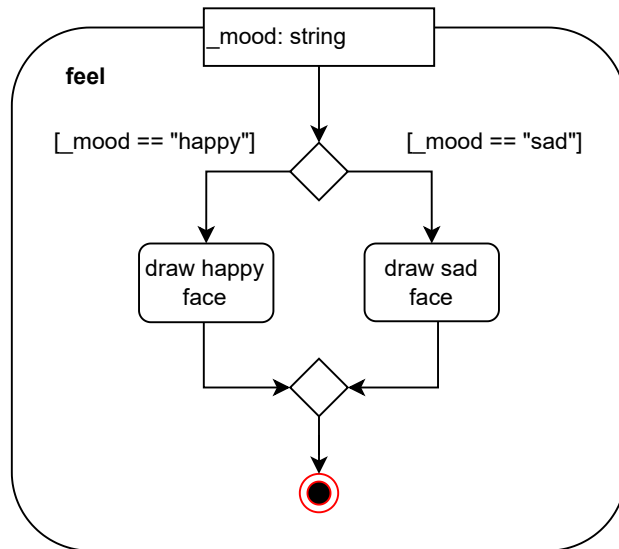 _mood: string
feel
[_mood == "happy"]
[_mood == "sad"]
draw happy
face
draw sad
face